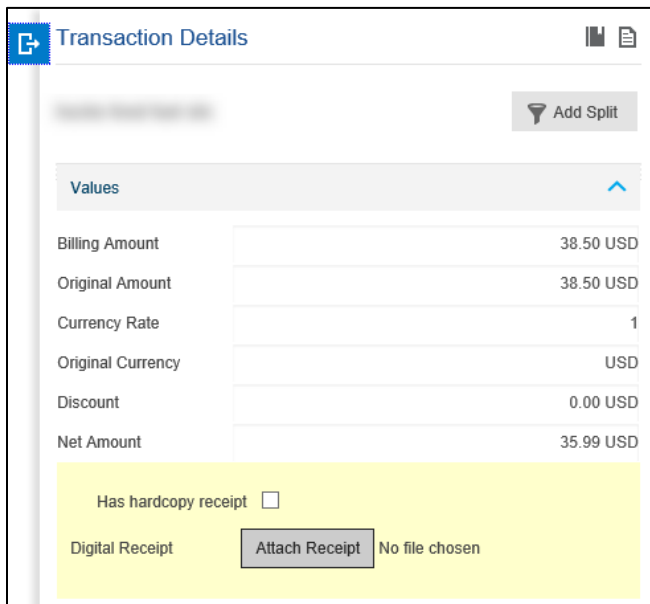 Transaction Details
Add Split
Values
Billing Amount 38.50 USD
Original Amount 38.50 USD
Currency Rate 1
Original Currency USD
Discount 0.00 USD
Net Amount 35.99 USD
Has hardcopy receipt
Digital Receipt Attach Receipt No file chosen